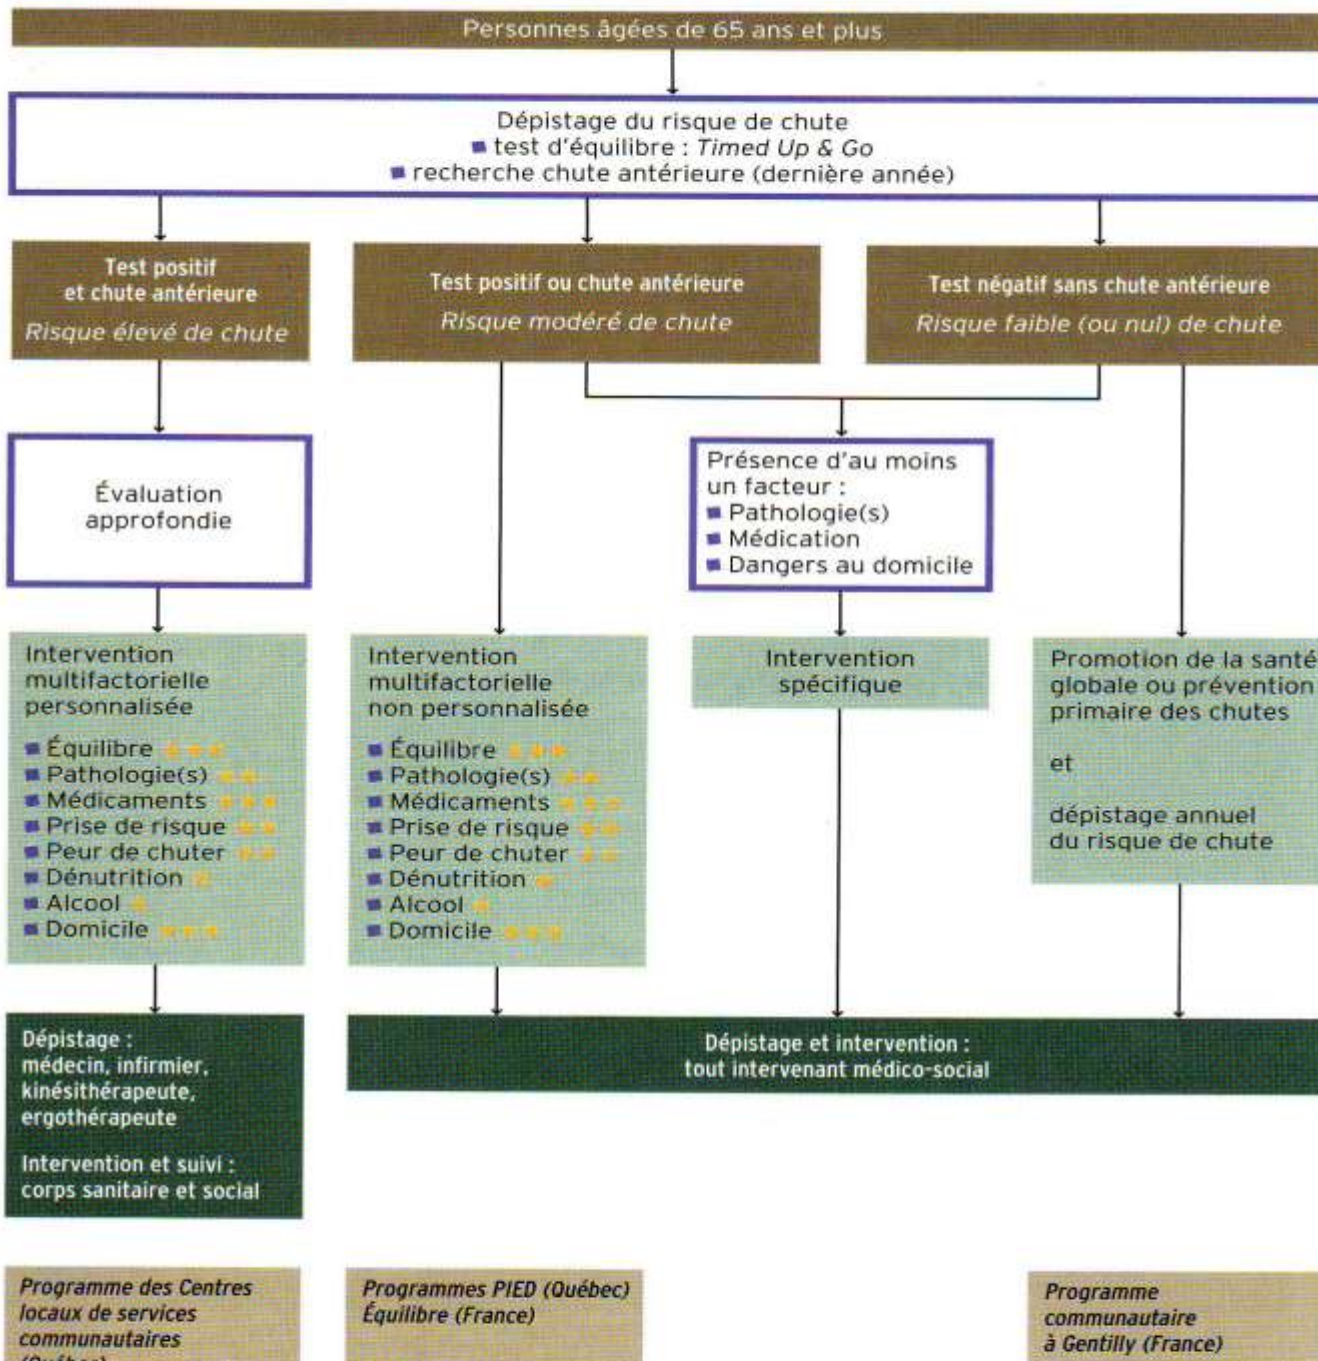 Personnes âgées de 65 ans et plus
Dépistage du risque de chute
test d'équilibre : Timed Up & Go
recherche chute antérieure (dernière année)
Test positif
et chute antérieure
Risque élevé de chute
Test positif ou chute antérieure
Risque modéré de chute
Test négatif sans chute antérieure
Risque faible (ou nul) de chute
Évaluation
approfondie
Présence d'au moins
un facteur :
Pathologie(s)
Médication
Dangers au domicile
Intervention
multifactorielle
personnalisée
Équilibre
Pathologie(s)
Médicaments
Prise de risque
Peur de chuter
Dénutrition
Alcool
Domicile
Intervention
multifactorielle
non personnalisée
Équilibre
Pathologie(s)
Médicaments
Prise de risque
Peur de chuter
Dénutrition
Alcool
Domicile
Intervention
spécifique
Promotion de la santé
globale ou prévention
primaire des chutes
et
dépistage annuel
du risque de chute
Dépistage :
médecin, infirmier,
kinésithérapeute,
ergothérapeute
Intervention et suivi :
corps sanitaire et social
Dépistage et intervention :
tout intervenant médico-social
Programme des Centres
locaux de services
communautaires
(Québec)
Programmes PIED (Québec)
Équilibre (France)
Programme
communautaire
à Gentilly (France)